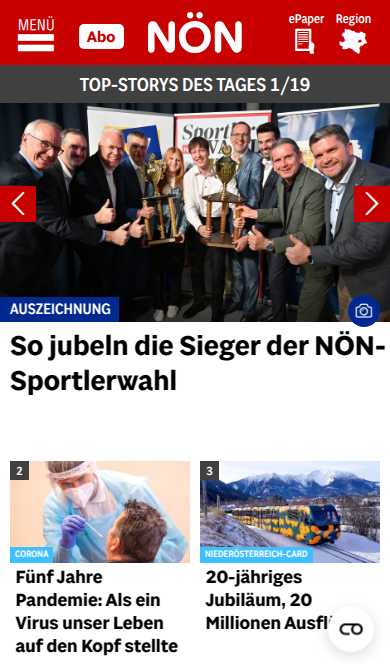 MENÜ
Abo
NÖN
ePaper
Region
TOP-STORYS DES TAGES 1/19
AUSZEICHNUNG
So jubeln die Sieger der NÖN-
Sportlerwahl
2
CORONA
Fünf Jahre
Pandemie: Als ein
Virus unser Leben
auf den Kopf stellte
3
NIEDERÖSTERREICH-CARD
20-jähriges
Jubiläum, 20
Millionen